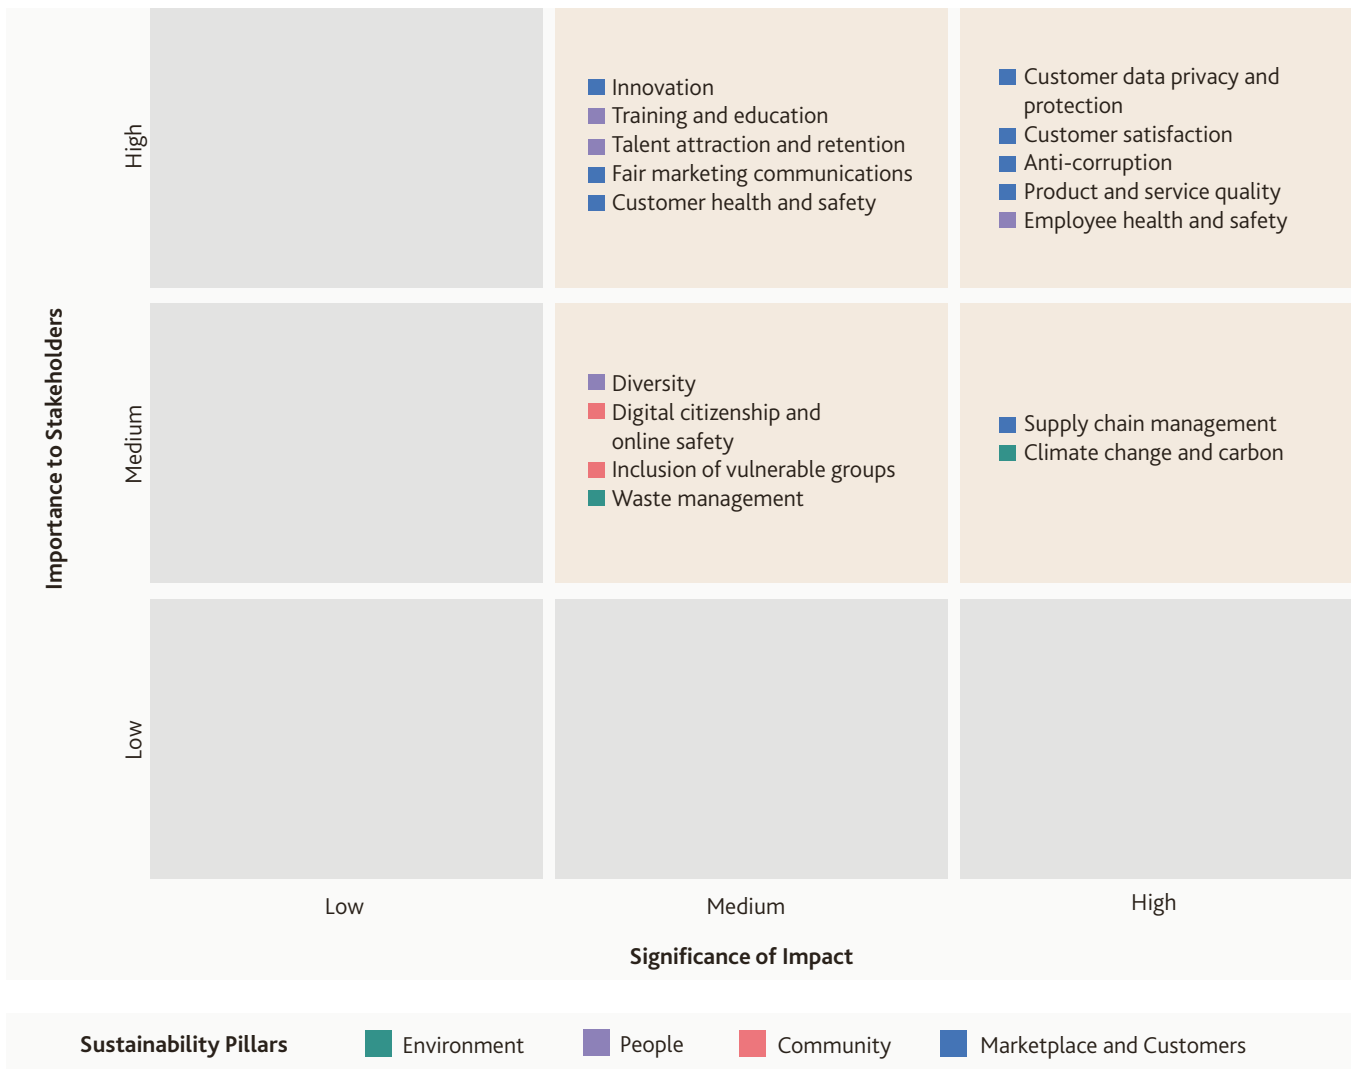 Importance to Stakeholders
High
Innovation
Training and education
Talent attraction and retention
Fair marketing communications
Customer health and safety
Customer data privacy and
protection
Customer satisfaction
Anti-corruption
Product and service quality
Employee health and safety
Medium
Diversity
Digital citizenship and
online safety
Inclusion of vulnerable groups
Waste management
Supply chain management
Climate change and carbon
Low
Low
Medium
High
Significance of Impact
Sustainability Pillars
Environment
People
Community
Marketplace and Customers